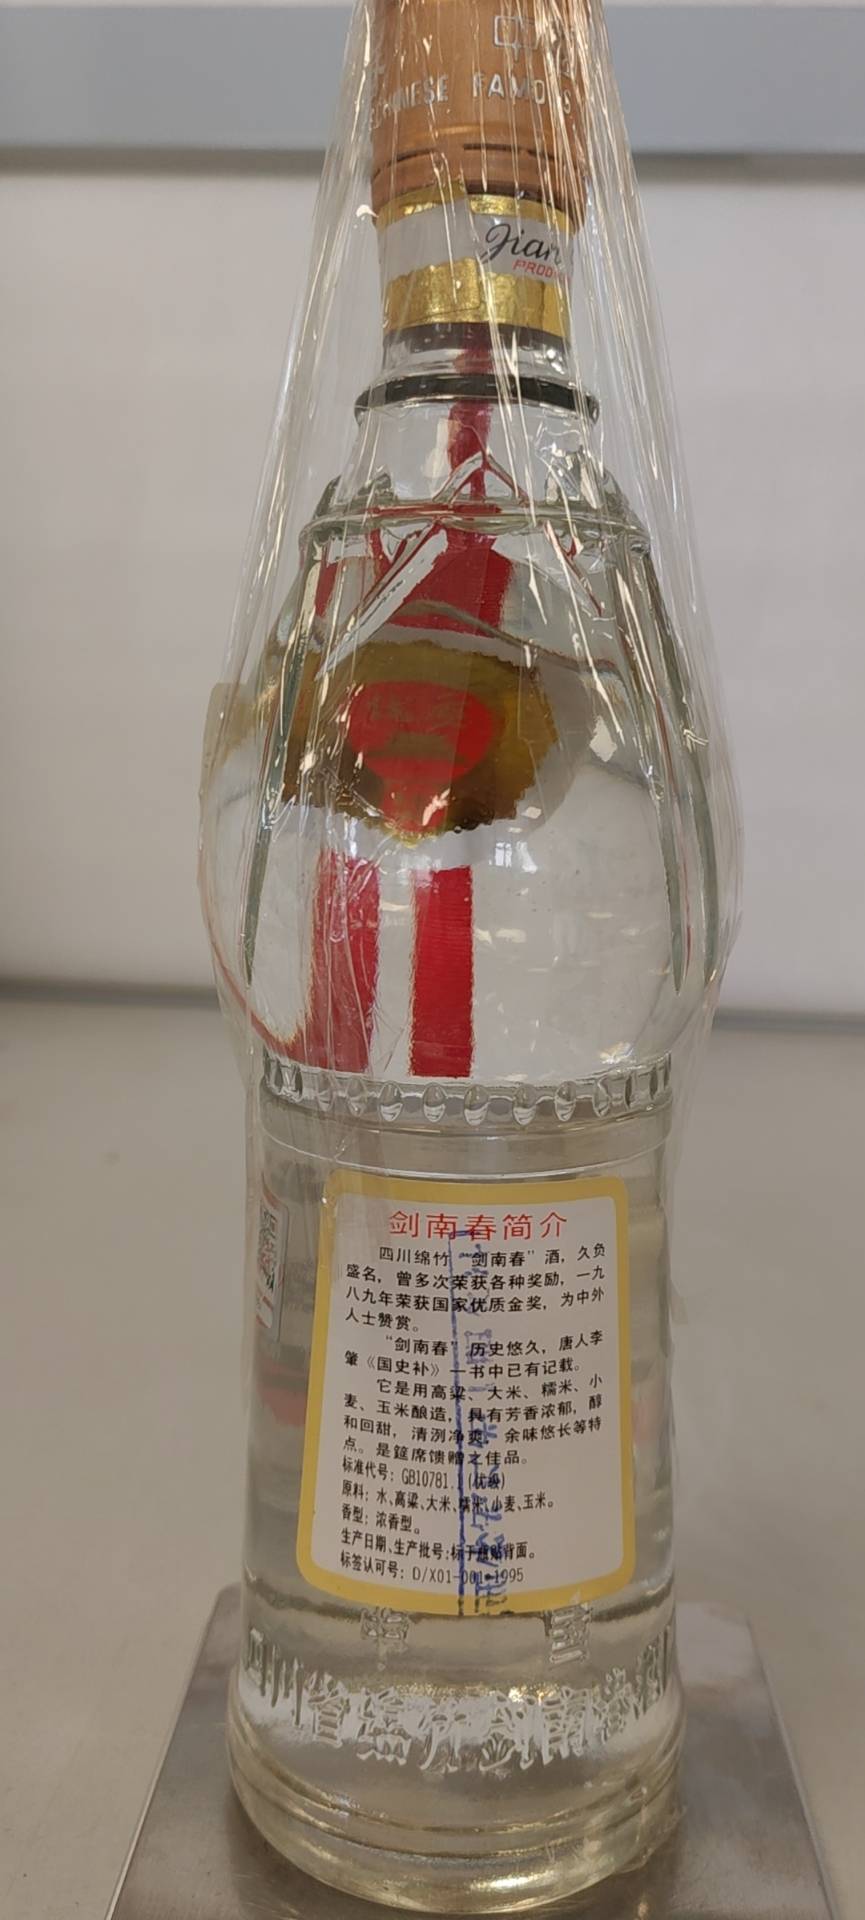 CHINESE FAMOUS
Jian
PROD
剑南春简介
四川绵竹“剑南春”酒，久负
盛名，曾多次荣获各种奖励，一九
八九年荣获国家优质金奖，为中外
人士赞赏。
“剑南春”历史悠久，唐人李
肇《国史补》一书中已有记载。
它是用高粱、大米、糯米、小
麦、玉米酿造，具有芳香浓郁，醇
和回甜，清洌净爽，余味悠长等特
点。是筵席馈赠之佳品。
标准代号：GB10781.1（优级）
原料：水、高粱、大米、糯米、小麦、玉米。
香型：浓香型。
生产日期、生产批号：标于瓶贴背面。
标签认可号：D/X01-001-1995
中国
四川省绵竹剑南春酒厂